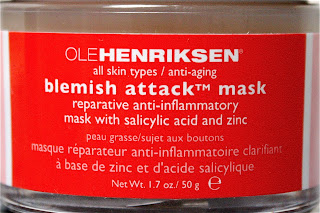 OLEHENRIKSEN®
all skin types / anti-aging
blemish attack™ mask
reparative anti-inflammatory
mask with salicylic acid and zinc
peau grasse/sujet aux boutons
masque réparateur anti-inflammatoire clarifiant
à base de zinc et d'acide salicylique
Net Wt. 1.7 oz./ 50 g ℮